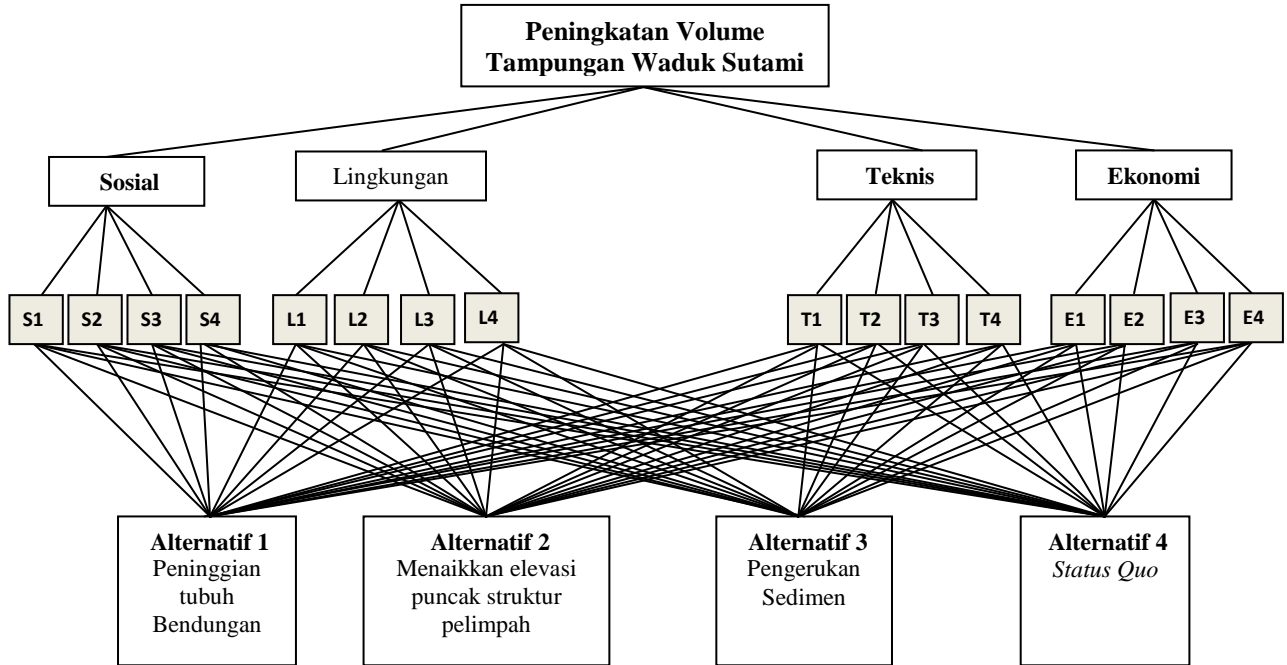 Peningkatan Volume
Tampungan Waduk Sutami
Sosial
Lingkungan
Teknis
Ekonomi
S1
S2
S3
S4
L1
L2
L3
L4
T1
T2
T3
T4
E1
E2
E3
E4
Alternatif 1
Peninggian
tubuh
Bendungan
Alternatif 2
Menaikkan elevasi
puncak struktur
pelimpah
Alternatif 3
Pengerukan
Sedimen
Alternatif 4
Status Quo